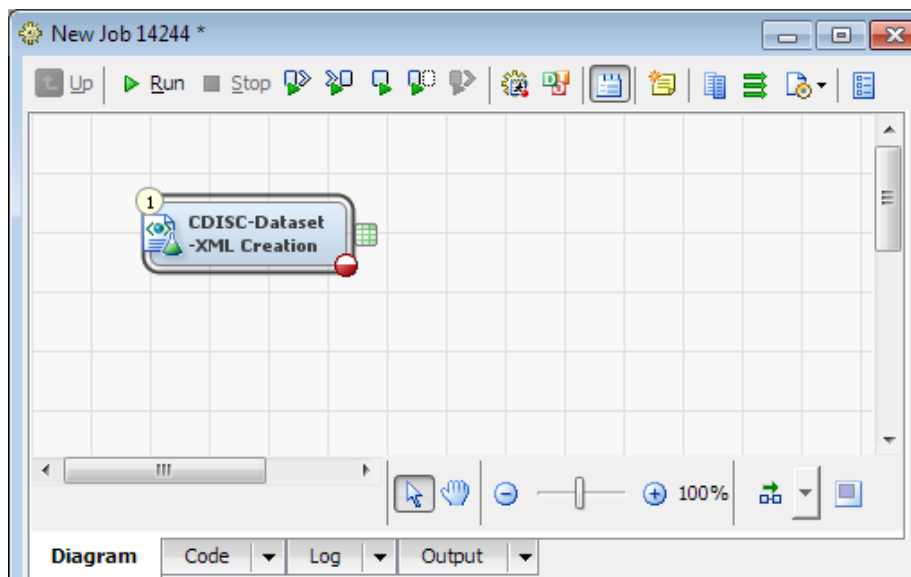 New Job 14244 *
Up Run Stop
1
CDISC-Dataset
-XML Creation
100%
Diagram Code Log Output